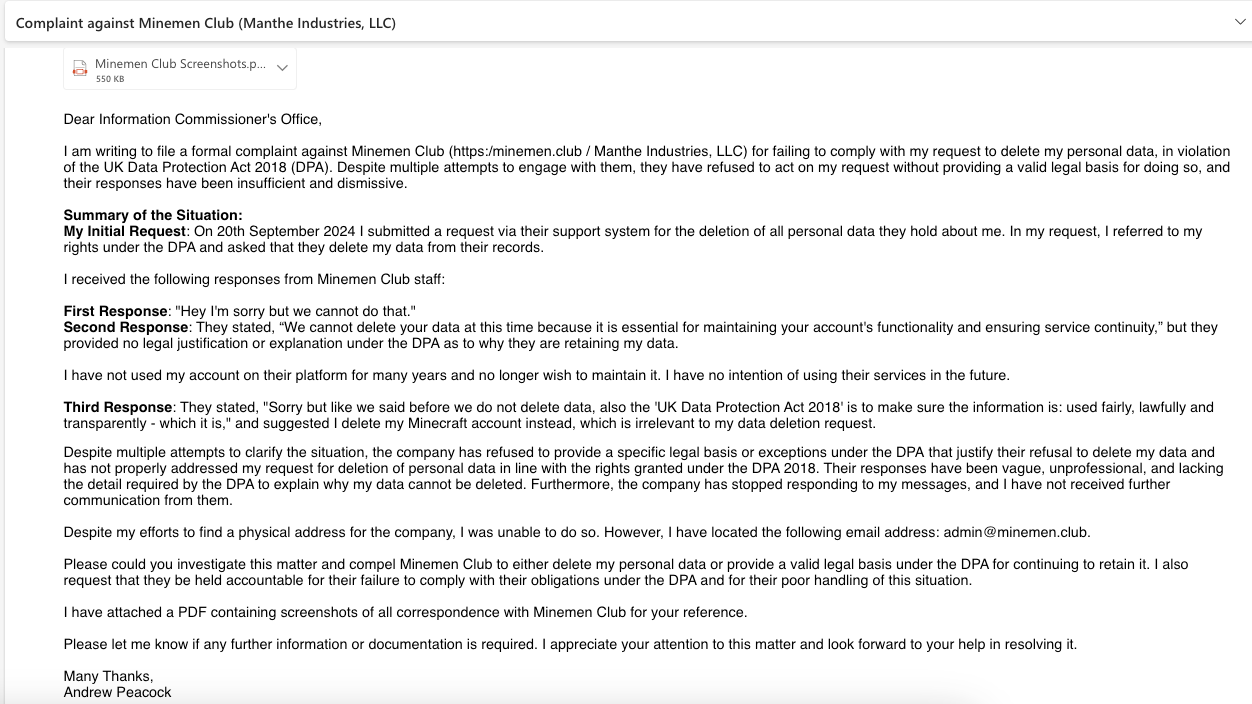 Complaint against Minemen Club (Manthe Industries, LLC)
Minemen Club Screenshots.p...
550 KB
Dear Information Commissioner's Office,
I am writing to file a formal complaint against Minemen Club (https:/minemen.club / Manthe Industries, LLC) for failing to comply with my request to delete my personal data, in violation
of the UK Data Protection Act 2018 (DPA). Despite multiple attempts to engage with them, they have refused to act on my request without providing a valid legal basis for doing so, and
their responses have been insufficient and dismissive.
Summary of the Situation:
My Initial Request: On 20th September 2024 I submitted a request via their support system for the deletion of all personal data they hold about me. In my request, I referred to my
rights under the DPA and asked that they delete my data from their records.
I received the following responses from Minemen Club staff:
First Response: "Hey I'm sorry but we cannot do that."
Second Response: They stated, “We cannot delete your data at this time because it is essential for maintaining your account's functionality and ensuring service continuity,” but they
provided no legal justification or explanation under the DPA as to why they are retaining my data.
I have not used my account on their platform for many years and no longer wish to maintain it. I have no intention of using their services in the future.
Third Response: They stated, "Sorry but like we said before we do not delete data, also the 'UK Data Protection Act 2018' is to make sure the information is: used fairly, lawfully and
transparently - which it is," and suggested I delete my Minecraft account instead, which is irrelevant to my data deletion request.
Despite multiple attempts to clarify the situation, the company has refused to provide a specific legal basis or exceptions under the DPA that justify their refusal to delete my data and
has not properly addressed my request for deletion of personal data in line with the rights granted under the DPA 2018. Their responses have been vague, unprofessional, and lacking
the detail required by the DPA to explain why my data cannot be deleted. Furthermore, the company has stopped responding to my messages, and I have not received further
communication from them.
Despite my efforts to find a physical address for the company, I was unable to do so. However, I have located the following email address: admin@minemen.club.
Please could you investigate this matter and compel Minemen Club to either delete my personal data or provide a valid legal basis under the DPA for continuing to retain it. I also
request that they be held accountable for their failure to comply with their obligations under the DPA and for their poor handling of this situation.
I have attached a PDF containing screenshots of all correspondence with Minemen Club for your reference.
Please let me know if any further information or documentation is required. I appreciate your attention to this matter and look forward to your help in resolving it.
Many Thanks,
Andrew Peacock